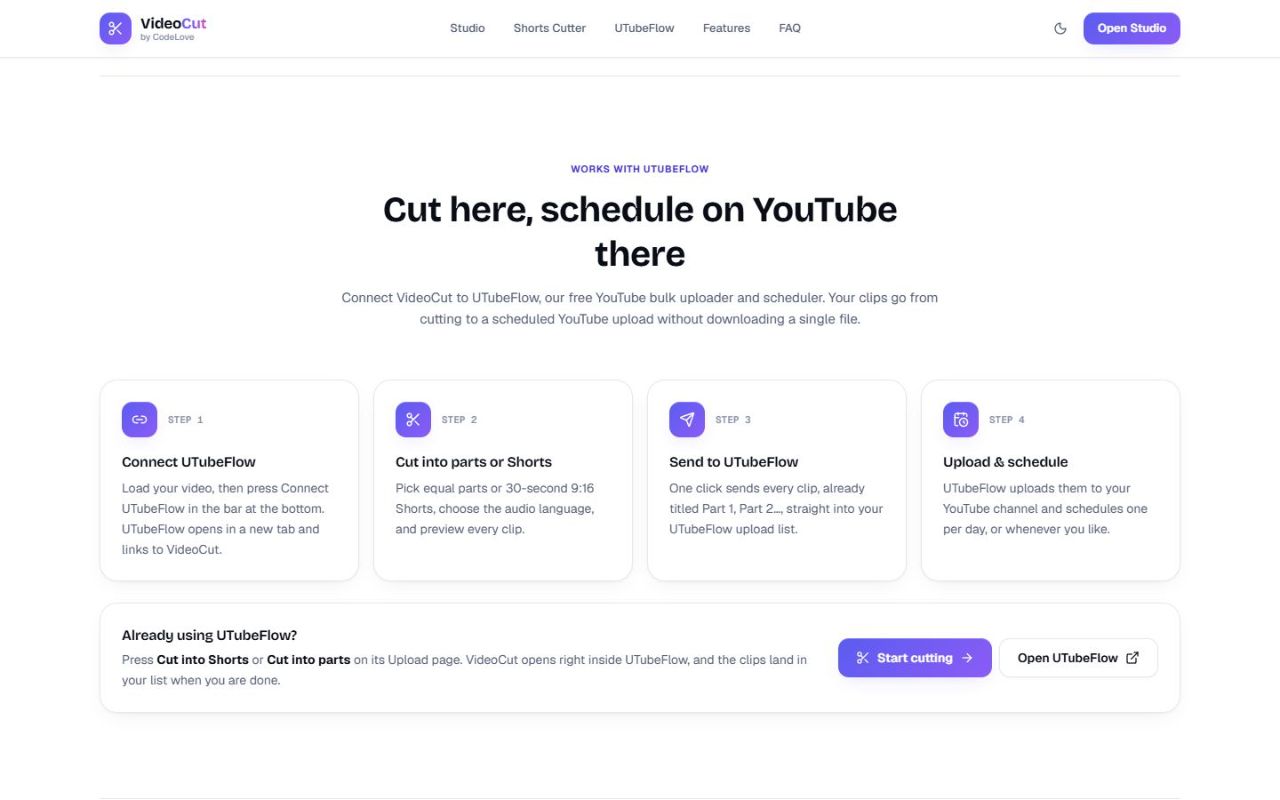 VideoCut
by CodeLove
Studio
Shorts Cutter
UTubeFlow
Features
FAQ
Open Studio
WORKS WITH UTUBEFLOW
Cut here, schedule on YouTube
there
Connect VideoCut to UTubeFlow, our free YouTube bulk uploader and scheduler. Your clips go from
cutting to a scheduled YouTube upload without downloading a single file.
STEP 1
Connect UTubeFlow
Load your video, then press Connect
UTubeFlow in the bar at the bottom.
UTubeFlow opens in a new tab and
links to VideoCut.
STEP 2
Cut into parts or Shorts
Pick equal parts or 30-second 9:16
Shorts, choose the audio language,
and preview every clip.
STEP 3
Send to UTubeFlow
One click sends every clip, already
titled Part 1, Part 2…, straight into your
UTubeFlow upload list.
STEP 4
Upload & schedule
UTubeFlow uploads them to your
YouTube channel and schedules one
per day, or whenever you like.
Already using UTubeFlow?
Press Cut into Shorts or Cut into parts on its Upload page. VideoCut opens right inside UTubeFlow, and the clips land in
your list when you are done.
Start cutting
Open UTubeFlow